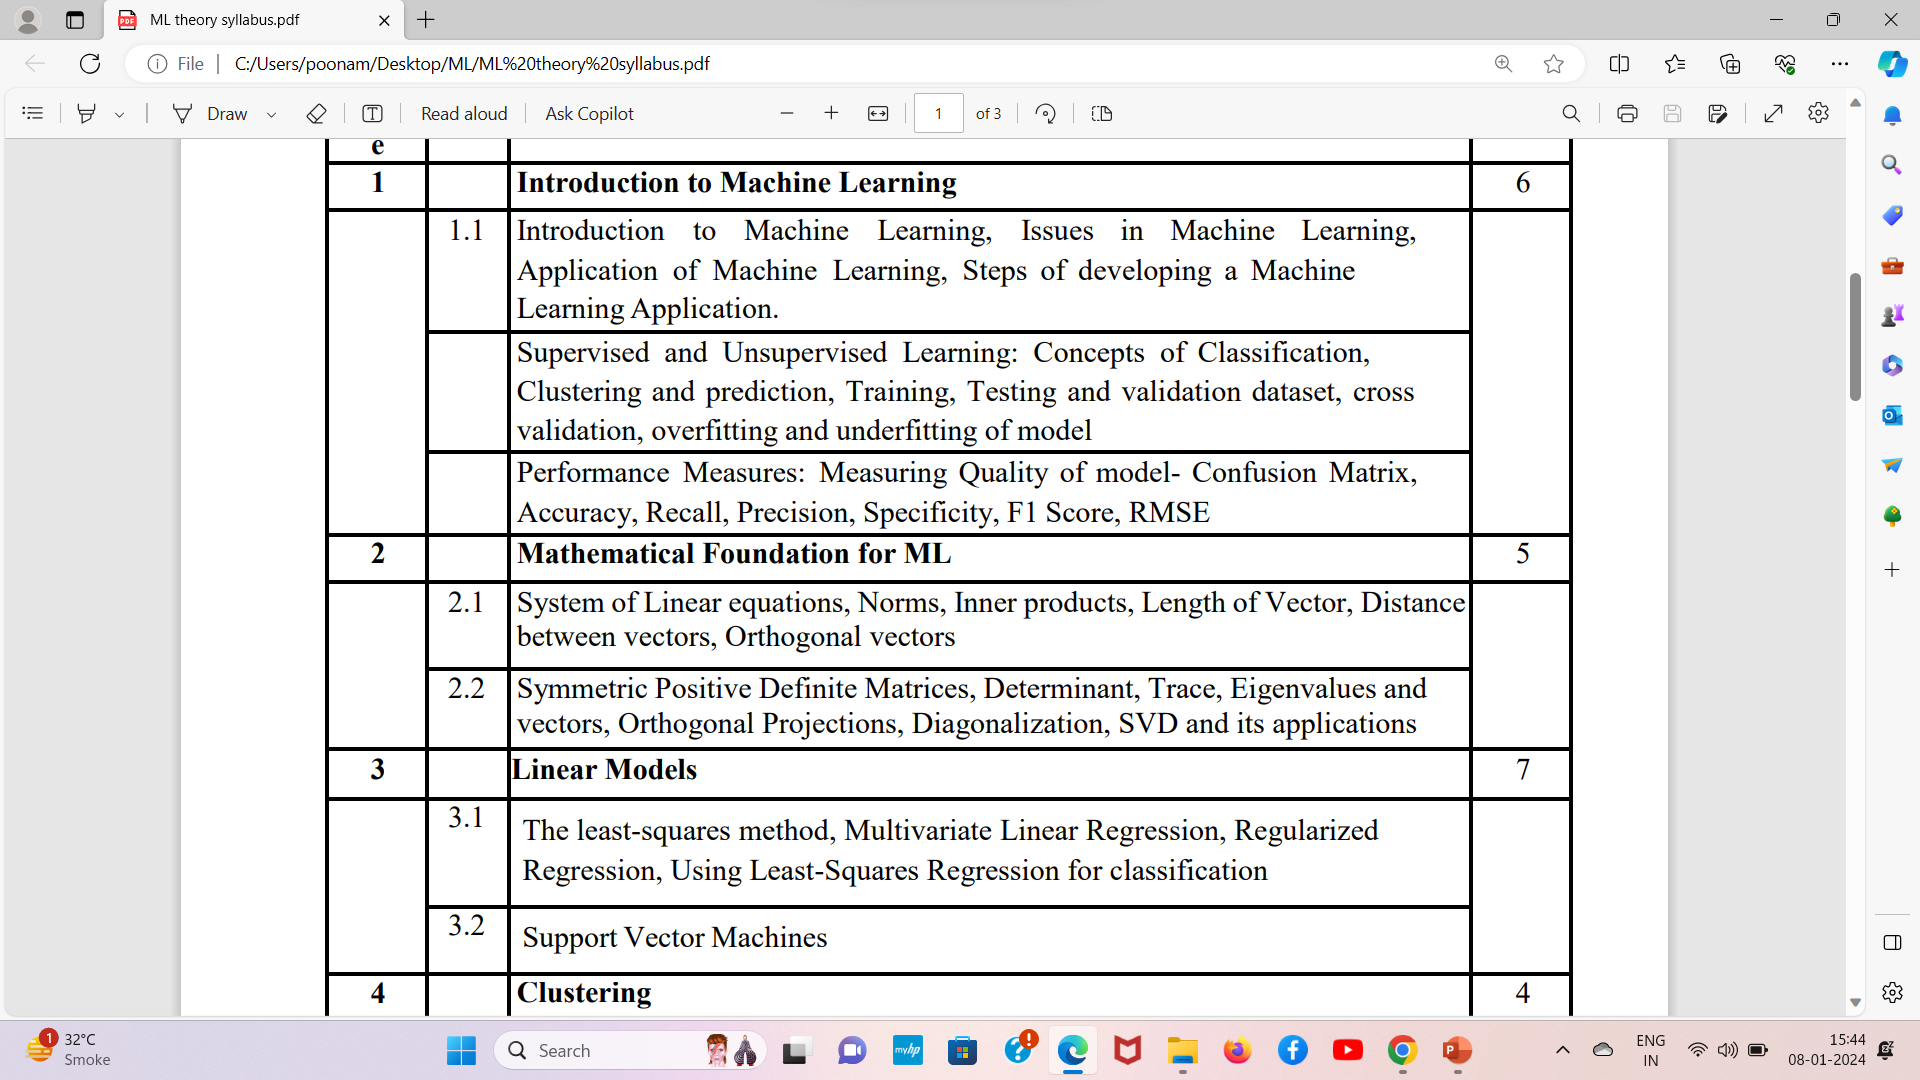 ML theory syllabus.pdf
File
C:/Users/poonam/Desktop/ML/ML%20theory%20syllabus.pdf
Draw
Read aloud
Ask Copilot
1
of 3
e
1 Introduction to Machine Learning 6
1.1 Introduction to Machine Learning, Issues in Machine Learning,
Application of Machine Learning, Steps of developing a Machine
Learning Application.
Supervised and Unsupervised Learning: Concepts of Classification,
Clustering and prediction, Training, Testing and validation dataset, cross
validation, overfitting and underfitting of model
Performance Measures: Measuring Quality of model- Confusion Matrix,
Accuracy, Recall, Precision, Specificity, F1 Score, RMSE
2 Mathematical Foundation for ML 5
2.1 System of Linear equations, Norms, Inner products, Length of Vector, Distance
between vectors, Orthogonal vectors
2.2 Symmetric Positive Definite Matrices, Determinant, Trace, Eigenvalues and
vectors, Orthogonal Projections, Diagonalization, SVD and its applications
3 Linear Models 7
3.1 The least-squares method, Multivariate Linear Regression, Regularized
Regression, Using Least-Squares Regression for classification
3.2 Support Vector Machines
4 Clustering 4
1
32°C
Smoke
Search
myhp
ENG
IN
15:44
08-01-2024